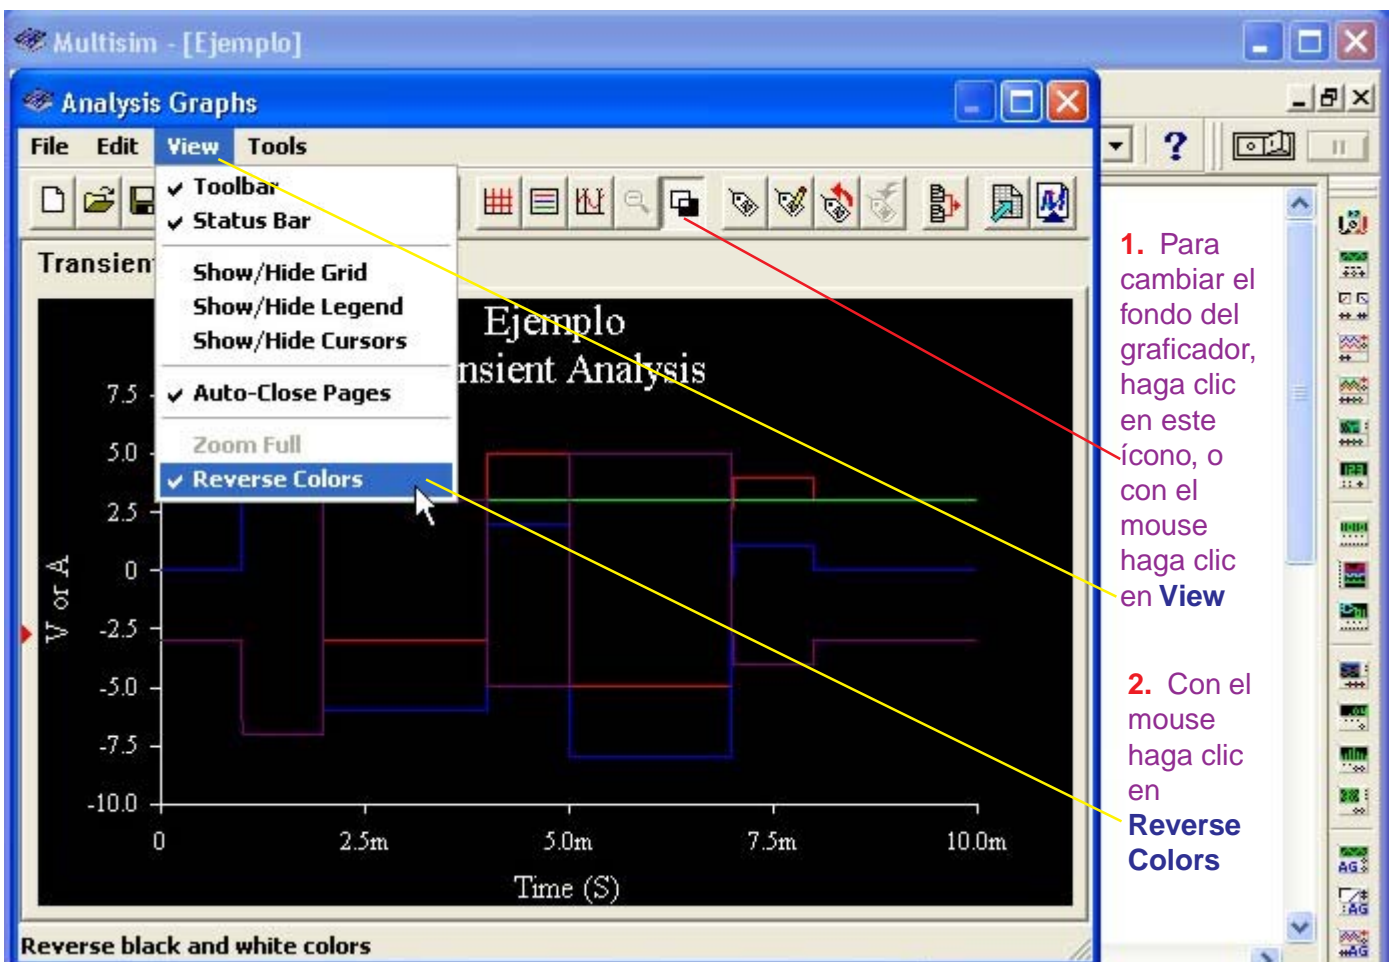 Multisim - [Ejemplo]
Analysis Graphs
File Edit View Tools
Toolbar
Status Bar
Show/Hide Grid
Show/Hide Legend
Show/Hide Cursors
Auto-Close Pages
Zoom Full
Reverse Colors
Transien
Ejemplo
nsient Analysis
7.5
5.0
2.5
0
-2.5
-5.0
-7.5
-10.0
V or A
0 2.5m 5.0m 7.5m 10.0m
Time (S)
Reverse black and white colors
1. Para
cambiar el
fondo del
graficador,
haga clic
en este
ícono, o
con el
mouse
haga clic
en View
2. Con el
mouse
haga clic
en
Reverse
Colors
AG
AG
AG